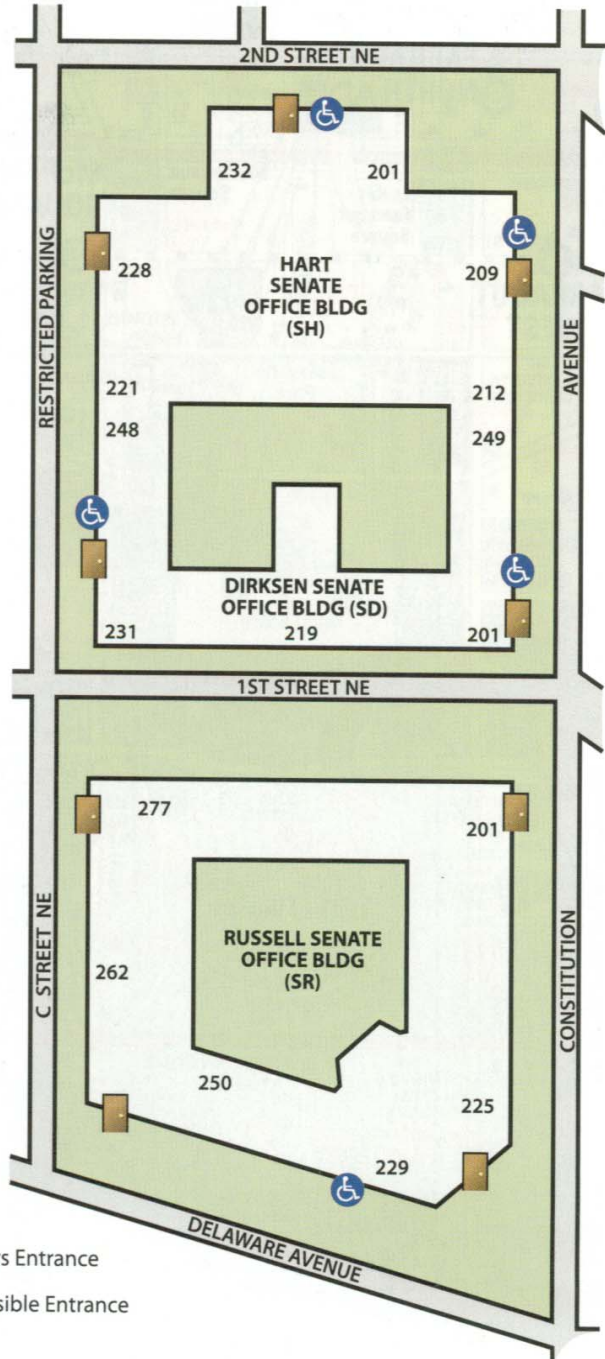 2ND STREET NE
232
201
RESTRICTED PARKING
228
HART
SENATE
OFFICE BLDG
(SH)
209
AVENUE
221
212
248
249
DIRKSEN SENATE
OFFICE BLDG (SD)
231
219
201
1ST STREET NE
277
201
C STREET NE
RUSSELL SENATE
OFFICE BLDG
(SR)
262
CONSTITUTION
250
225
229
DELAWARE AVENUE
Entrance
Entrance